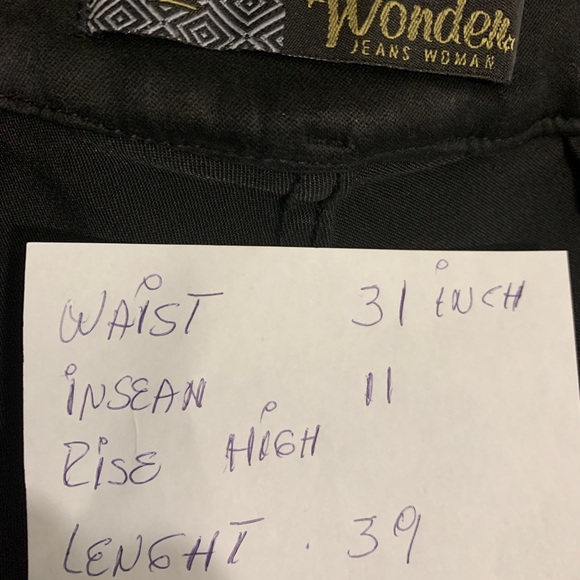 Wonder
JEANS WOMAN
WAIST 31 INCH
INSEAN 11
RISE HIGH
LENGHT . 39